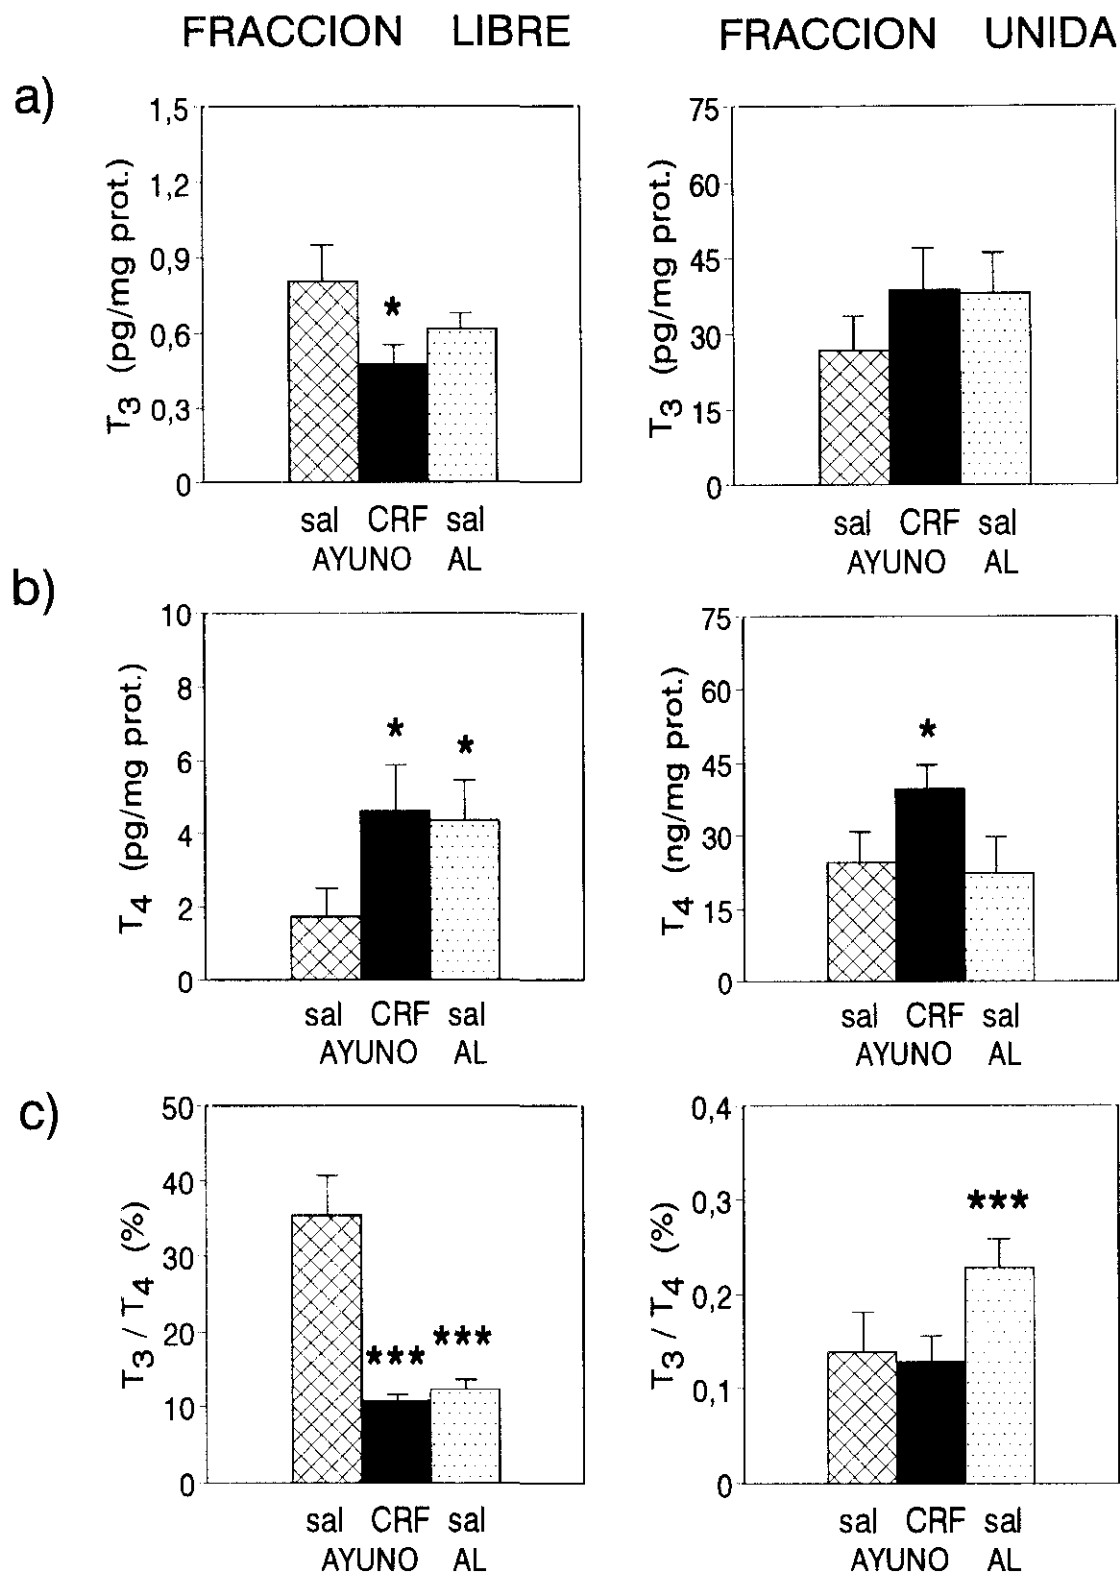 FRACCION LIBRE
FRACCION UNIDA
a)
T3 (pg/mg prot.)
1,5
1,2
0,9
0,6
0,3
0
*
sal CRF sal
AYUNO AL
T3 (pg/mg prot.)
75
60
45
30
15
0
sal CRF sal
AYUNO AL
b)
T4 (pg/mg prot.)
10
8
6
4
2
0
* *
sal CRF sal
AYUNO AL
T4 (ng/mg prot.)
75
60
45
30
15
0
*
sal CRF sal
AYUNO AL
c)
T3 / T4 (%)
50
40
30
20
10
0
*** ***
sal CRF sal
AYUNO AL
T3 / T4 (%)
0,4
0,3
0,2
0,1
0
***
sal CRF sal
AYUNO AL